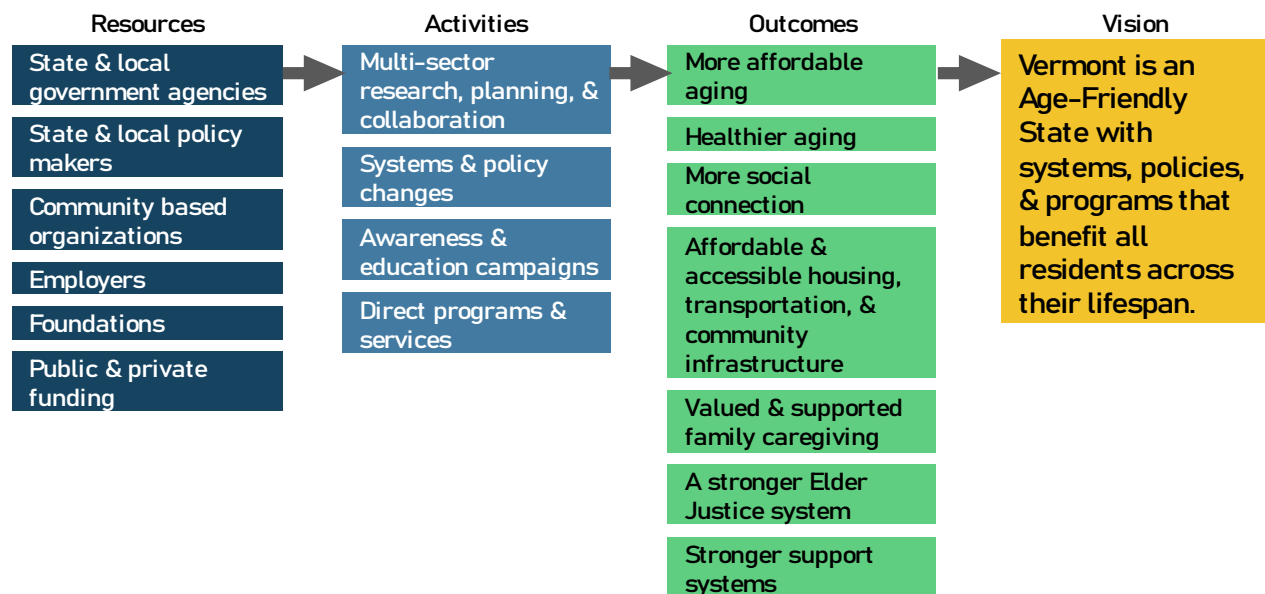 Resources
State & local
government agencies
State & local policy
makers
Community based
organizations
Employers
Foundations
Public & private
funding
Activities
Multi-sector
research, planning, &
collaboration
Systems & policy
changes
Awareness &
education campaigns
Direct programs &
services
Outcomes
More affordable
aging
Healthier aging
More social
connection
Affordable &
accessible housing,
transportation, &
community
infrastructure
Valued & supported
family caregiving
A stronger Elder
Justice system
Stronger support
systems
Vision
Vermont is an
Age-Friendly
State with
systems, policies,
& programs that
benefit all
residents across
their lifespan.